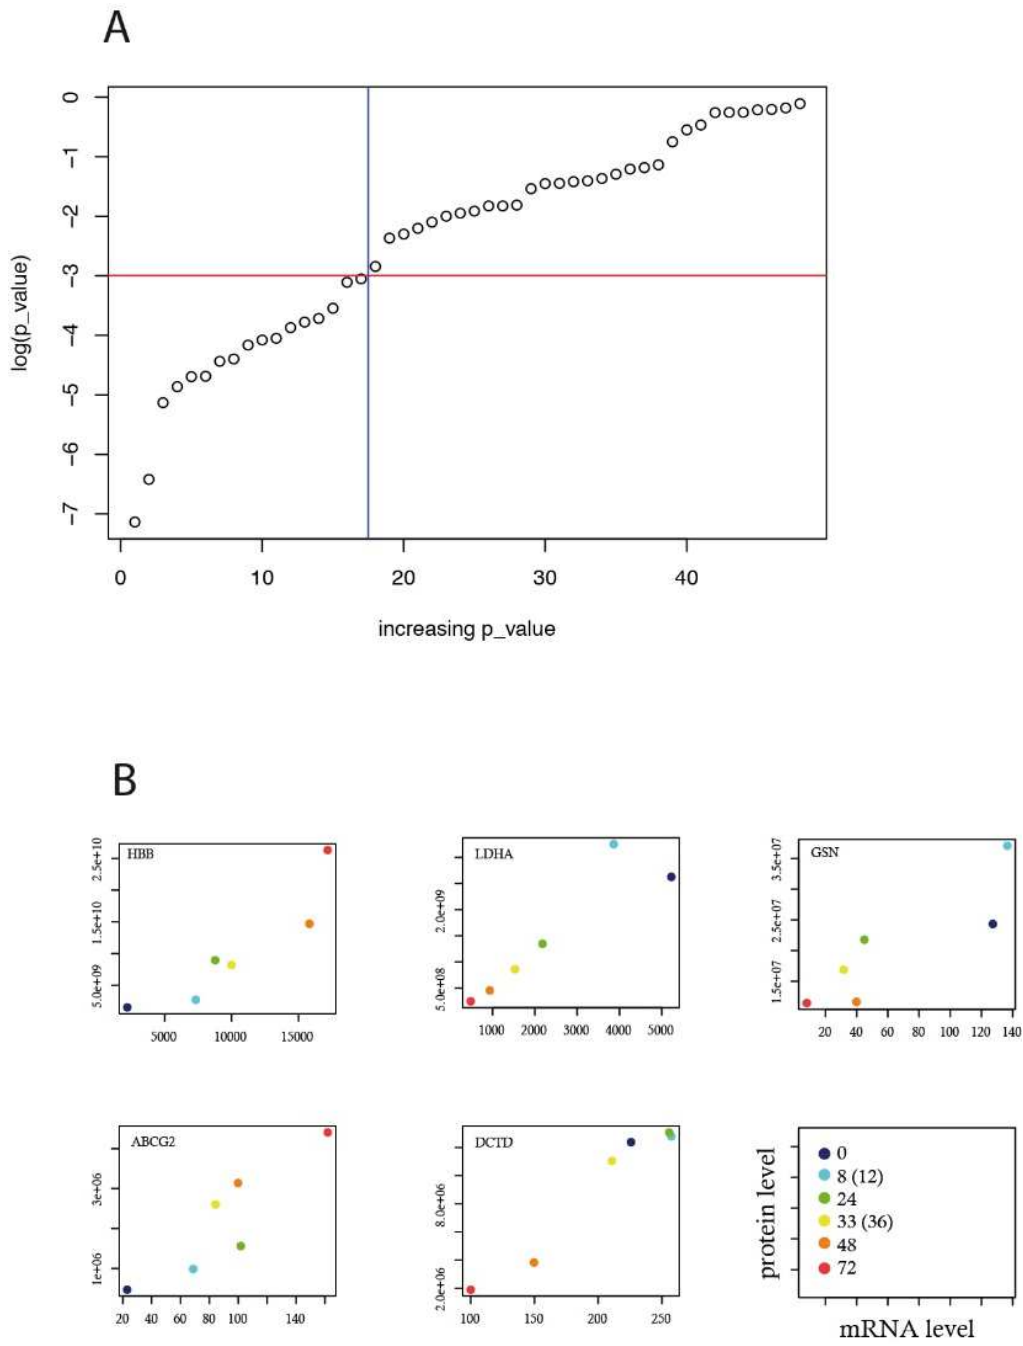 A
0
-1
-2
-3
-4
-5
-6
-7
log(p_value)
0 10 20 30 40
increasing p_value
B
HBB
2.5e+10
1.5e+10
5.0e+09
5000 10000 15000
LDHA
2.0e+09
5.0e+08
1000 2000 3000 4000 5000
GSN
3.5e+07
2.5e+07
1.5e+07
20 40 60 80 100 120 140
ABCG2
3e+06
1e+06
20 40 60 80 100 140
DCTD
8.0e+06
2.0e+06
100 150 200 250
protein level
0
8 (12)
24
33 (36)
48
72
mRNA level